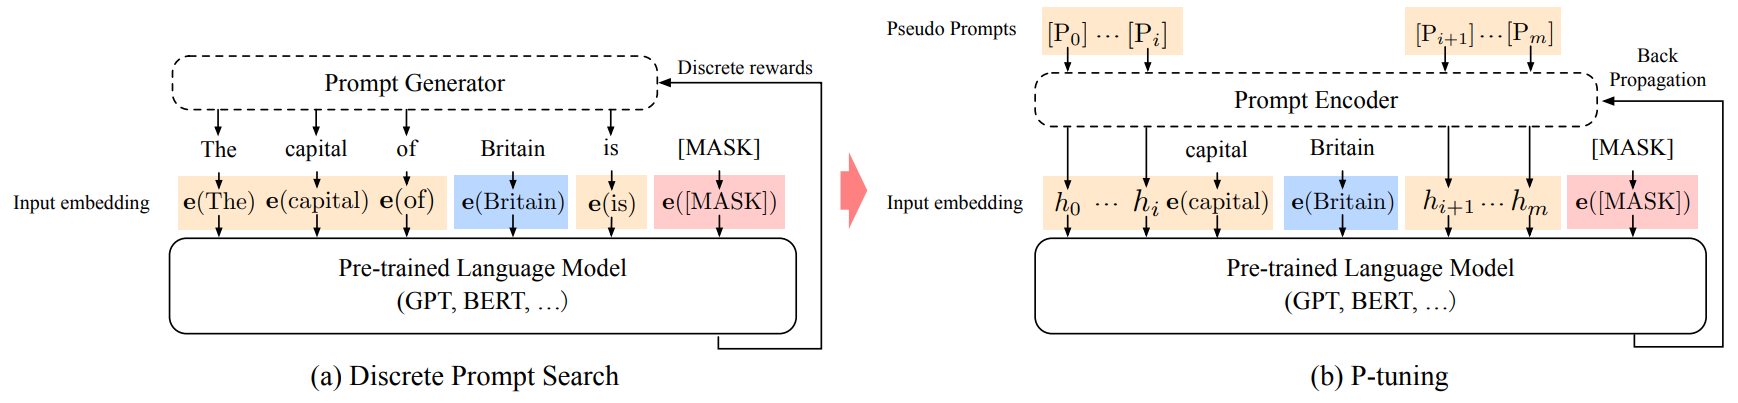 Prompt Generator
Discrete rewards
The capital of Britain is [MASK]
Input embedding e(The) e(capital) e(of) e(Britain) e(is) e([MASK])
Pre-trained Language Model
(GPT, BERT, …)
(a) Discrete Prompt Search
Pseudo Prompts [P0] ⋯ [Pi] [Pi+1] ⋯ [Pm]
Back
Propagation
Prompt Encoder
capital Britain [MASK]
Input embedding h0 ⋯ hi e(capital) e(Britain) hi+1 ⋯ hm e([MASK])
Pre-trained Language Model
(GPT, BERT, …)
(b) P-tuning